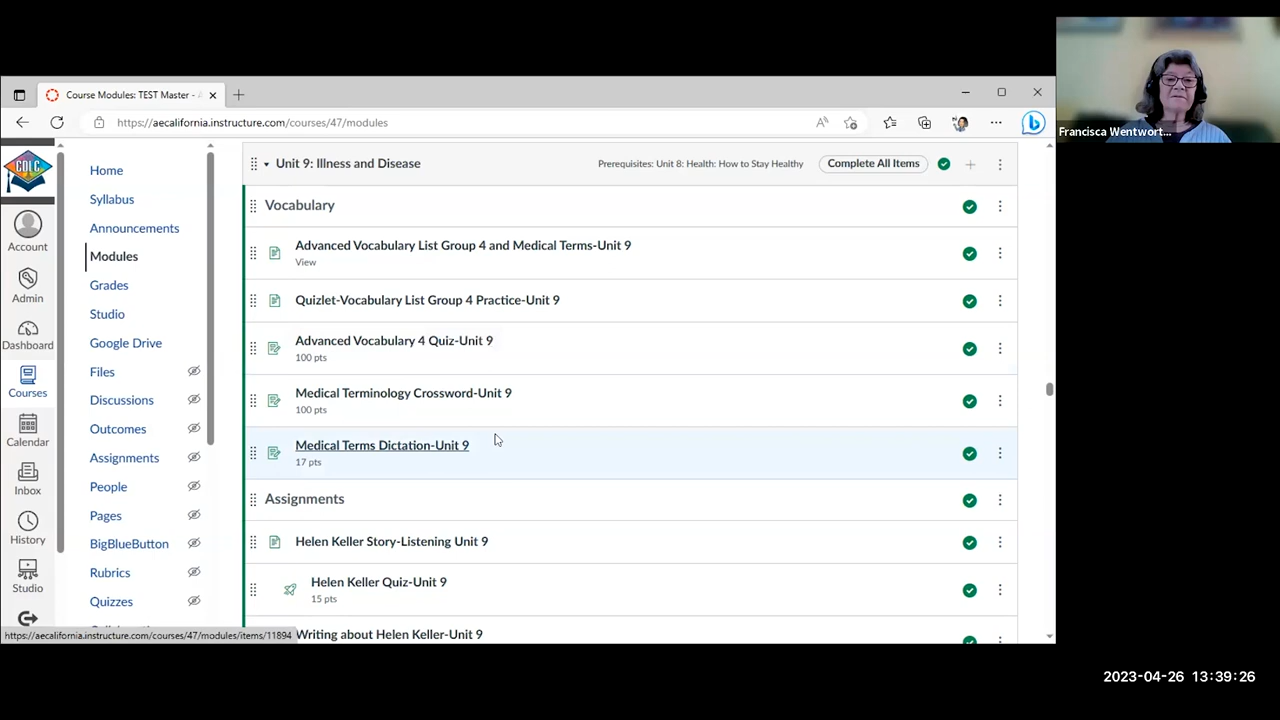 Course Modules: TEST Master - A
https://aecalifornia.instructure.com/courses/47/modules
Francisca Wentwort...
COLC
Account
Admin
Dashboard
Courses
Calendar
Inbox
History
Studio
Home
Syllabus
Announcements
Modules
Grades
Studio
Google Drive
Files
Discussions
Outcomes
Assignments
People
Pages
BigBlueButton
Rubrics
Quizzes
Unit 9: Illness and Disease
Prerequisites: Unit 8: Health: How to Stay Healthy
Complete All Items
Vocabulary
Advanced Vocabulary List Group 4 and Medical Terms-Unit 9
View
Quizlet-Vocabulary List Group 4 Practice-Unit 9
Advanced Vocabulary 4 Quiz-Unit 9
100 pts
Medical Terminology Crossword-Unit 9
100 pts
Medical Terms Dictation-Unit 9
17 pts
Assignments
Helen Keller Story-Listening Unit 9
Helen Keller Quiz-Unit 9
15 pts
Writing about Helen Keller-Unit 9
https://aecalifornia.instructure.com/courses/47/modules/items/11894
2023-04-26 13:39:26